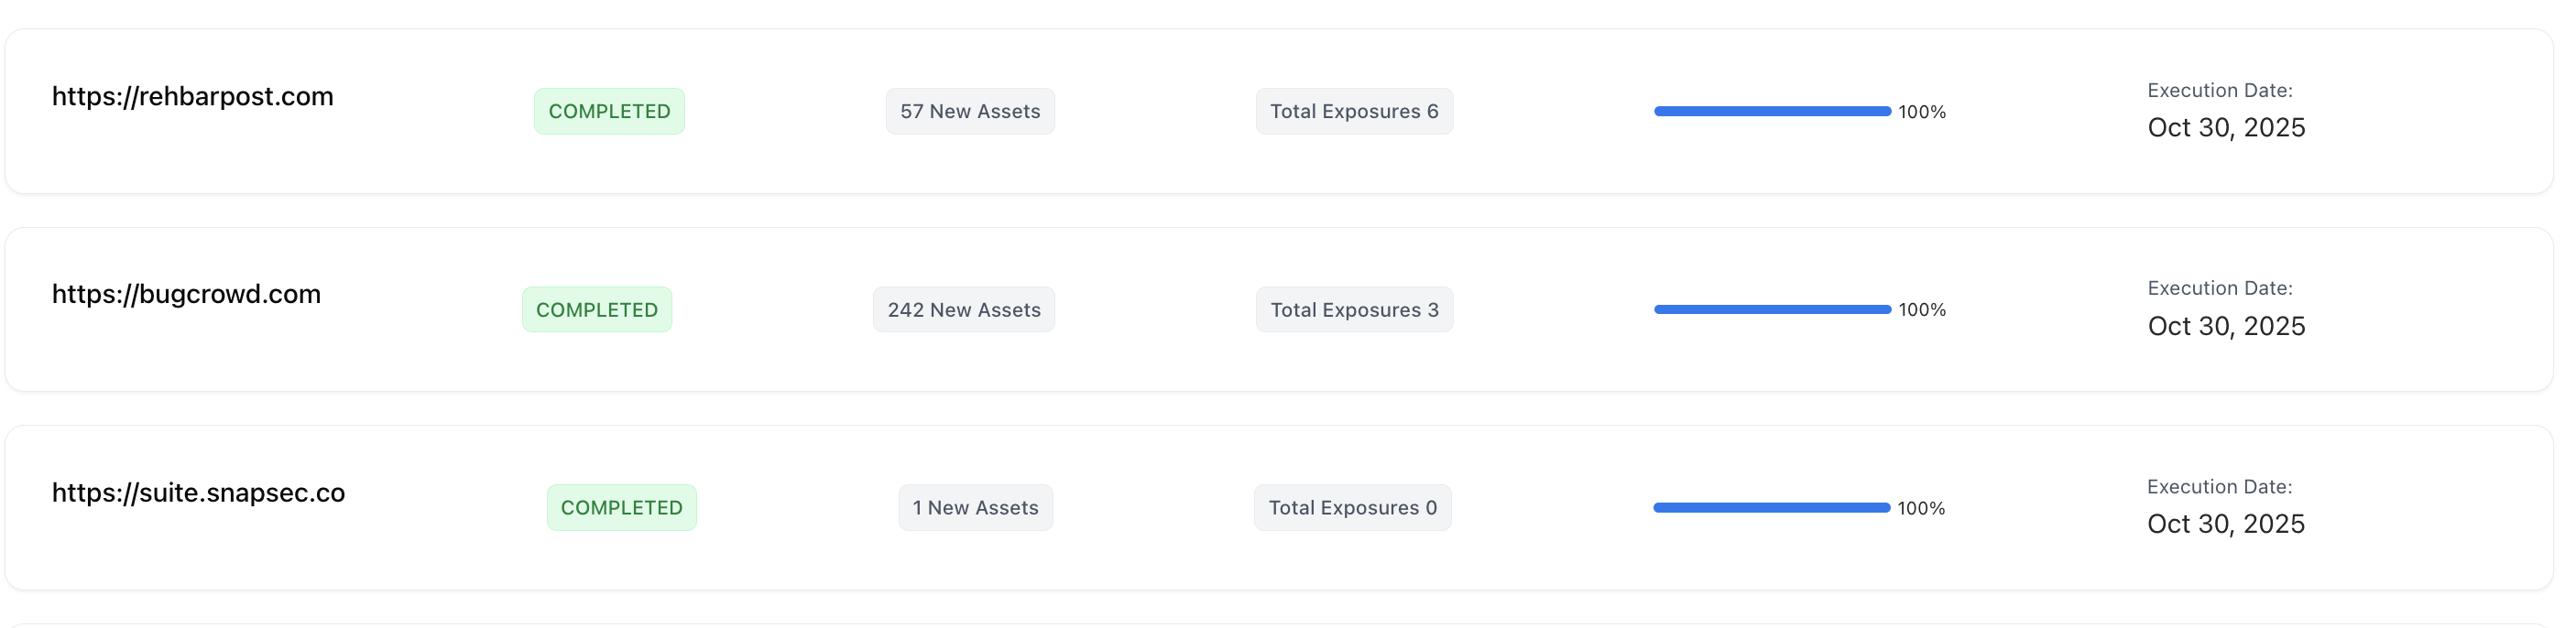 https://rehbarpost.com
COMPLETED
57 New Assets
Total Exposures 6
100%
Execution Date:
Oct 30, 2025
https://bugcrowd.com
COMPLETED
242 New Assets
Total Exposures 3
100%
Execution Date:
Oct 30, 2025
https://suite.snapsec.co
COMPLETED
1 New Assets
Total Exposures 0
100%
Execution Date:
Oct 30, 2025